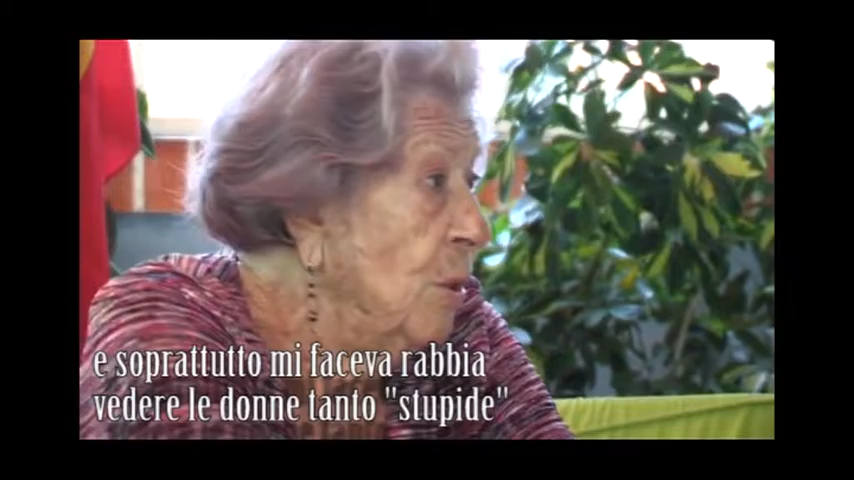 e soprattutto mi faceva rabbia
vedere le donne tanto "stupide"